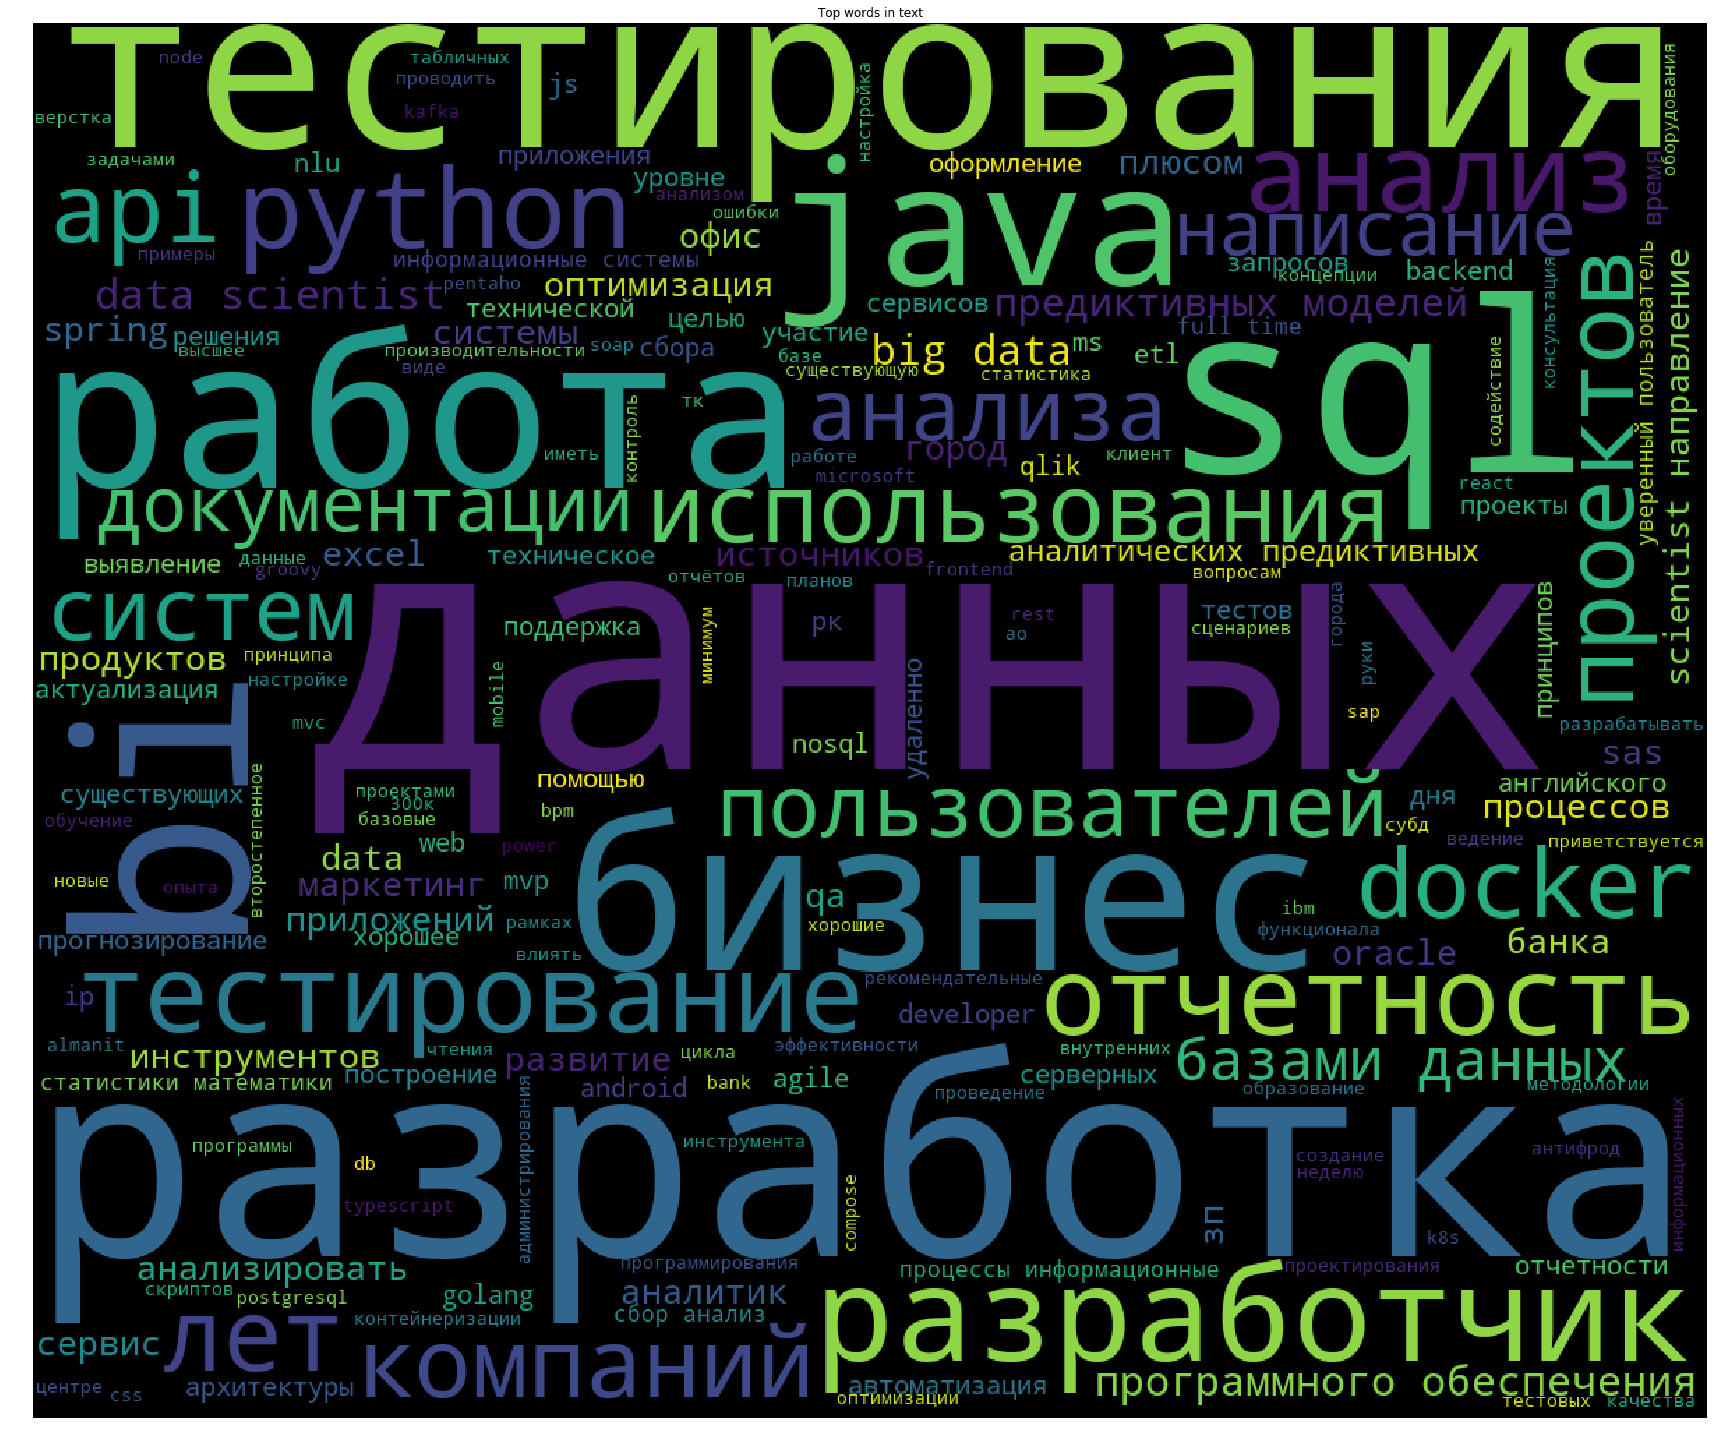 Top words in text
тестирования
node
табличных
проводить
js
kafka
верстка
настройка
оборудования
задачами
nlu
приложения
уровне
анализом
ошибки
оформление
плюсом
анализ
время
api
python
java
написание
офис
примеры
информационные системы
pentaho
запросов
концепции
backend
data scientist
оптимизация
сервисов
предиктивных моделей
технической
целью
участие
full time
консультация
spring
решения
системы
высшее
производительности
soap
сбора
базе
big data
ms
etl
виде
существующую
статистика
работа
sql
проектов
уверенный пользователь
scientist направление
содействие
тк
анализа
контроль
иметь
работе
город
qlik
клиент
microsoft
react
проекты
документации
использования
выявление
данные
groovy
excel
техническое
источников
frontend
аналитических предиктивных
отчётов
планов
вопросам
данных
систем
поддержка
минимум
рк
rest
ао
тестов
сценариев
города
руки
принципов
продуктов
принципа
актуализация
настройке
mobile
mvc
удаленно
sap
разрабатывать
nosql
sas
bi
помощью
английского
существующих
второстепенное
проектами
300k
базовые
bpm
пользователей
дня
процессов
обучение
субд
ведение
приветствуется
web
data
power
бизнес
docker
новые
опыта
маркетинг
mvp
qa
ibm
приложений
рамках
хорошие
функционала
прогнозирование
хорошее
влиять
oracle
банка
тестирование
рекомендательные
отчетность
ip
developer
almanit
инструментов
чтения
развитие
цикла
эффективности
внутренних
базами данных
статистики математики
построение
android
bank
agile
серверных
проведение
образование
методологии
разработка
администрирования
информационных
программы
инструмента
db
создание
неделю
антифрод
typescript
compose
зп
k8s
анализировать
программирования
процессы информационные
проектирования
отчетности
скриптов
postgresql
golang
аналитик
контейнеризации
сбор анализ
разработчик
сервис
лет
компаний
центре
css
архитектуры
автоматизация
оптимизации
программного обеспечения
тестовых
качества